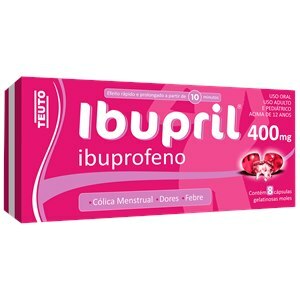 TEUTO
Efeito rápido e prolongado a partir de 10 minutos
Ibupril
400mg
ibuprofeno
USO ORAL
USO ADULTO
E PEDIÁTRICO
ACIMA DE 12 ANOS
• Cólica Menstrual • Dores • Febre
Contém 8 cápsulas
gelatinosas moles